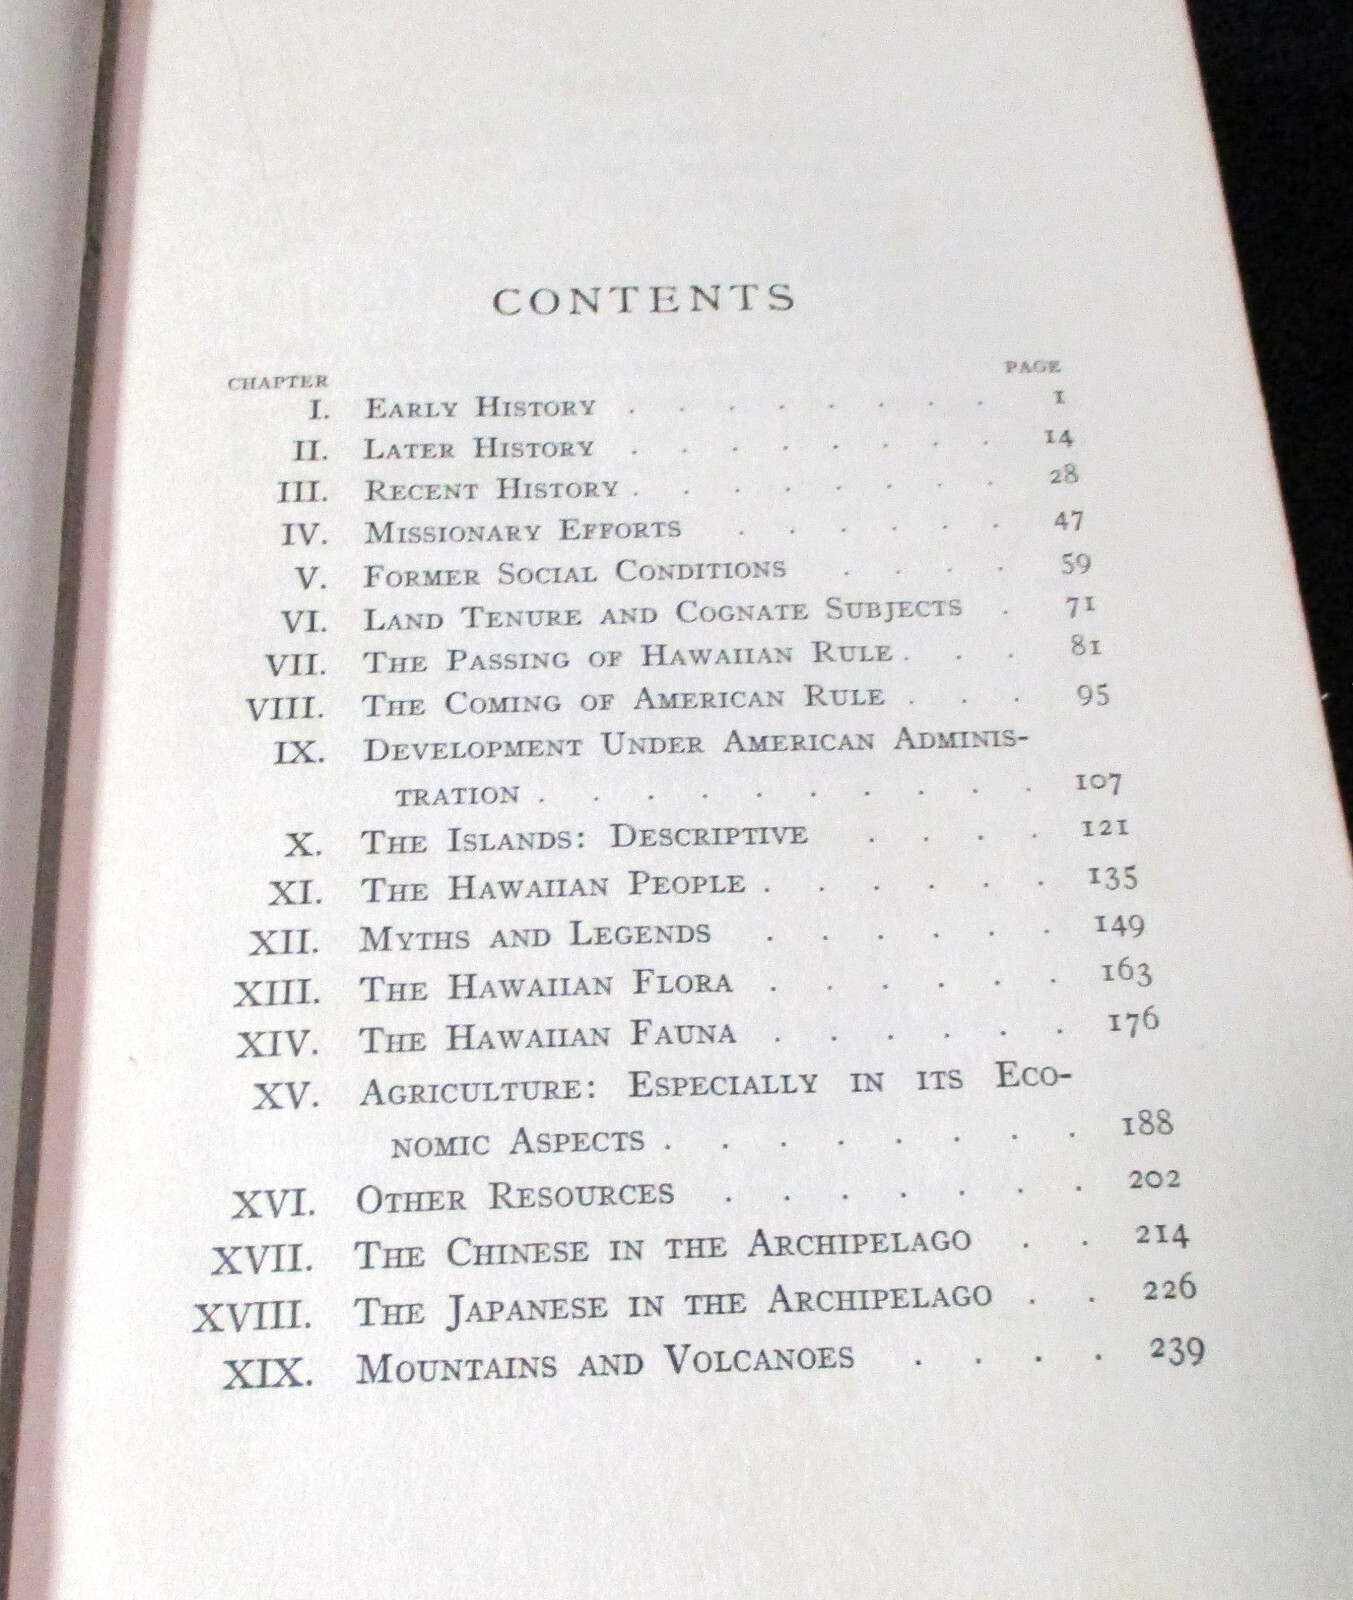 CONTENTS
CHAPTER PAGE
I. EARLY HISTORY . . . . . . . . 1
II. LATER HISTORY . . . . . . . . 14
III. RECENT HISTORY . . . . . . . . 28
IV. MISSIONARY EFFORTS . . . . . . 47
V. FORMER SOCIAL CONDITIONS . . . . 59
VI. LAND TENURE AND COGNATE SUBJECTS . 71
VII. THE PASSING OF HAWAIIAN RULE . . . 81
VIII. THE COMING OF AMERICAN RULE . . . 95
IX. DEVELOPMENT UNDER AMERICAN ADMINIS-
TRATION . . . . . . . . . . 107
X. THE ISLANDS: DESCRIPTIVE . . . . 121
XI. THE HAWAIIAN PEOPLE . . . . . . 135
XII. MYTHS AND LEGENDS . . . . . . 149
XIII. THE HAWAIIAN FLORA . . . . . . 163
XIV. THE HAWAIIAN FAUNA . . . . . . 176
XV. AGRICULTURE: ESPECIALLY IN ITS ECO-
NOMIC ASPECTS . . . . . . . . 188
XVI. OTHER RESOURCES . . . . . . . 202
XVII. THE CHINESE IN THE ARCHIPELAGO . . 214
XVIII. THE JAPANESE IN THE ARCHIPELAGO . . 226
XIX. MOUNTAINS AND VOLCANOES . . . . 239